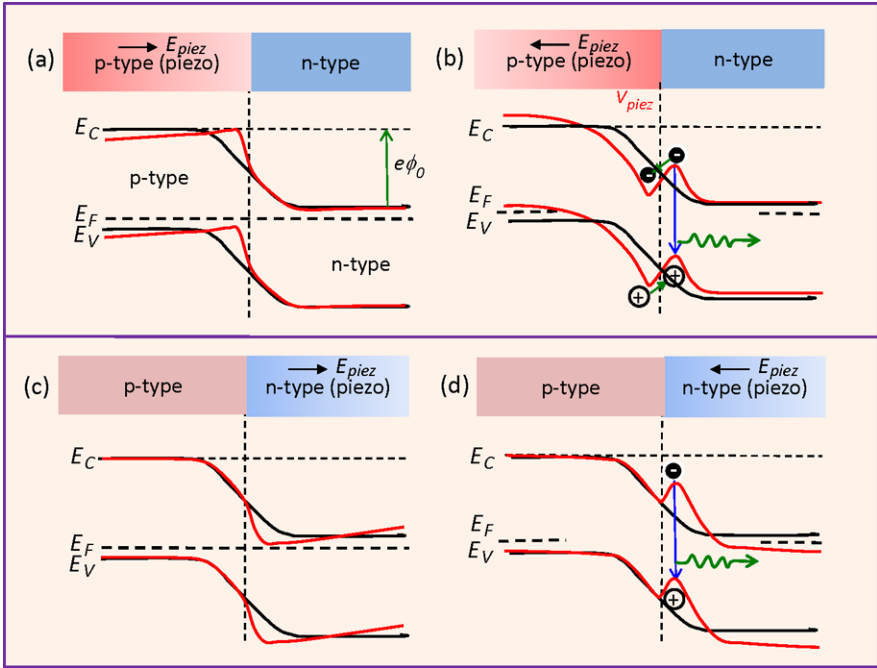 (a)
E_piez
p-type (piezo)
n-type
E_C
eϕ_0
p-type
E_F
E_V
n-type
(b)
E_piez
p-type (piezo)
n-type
V_piez
E_C
-
-
E_F
E_V
+
+
(c)
p-type
E_piez
n-type (piezo)
E_C
E_F
E_V
(d)
p-type
E_piez
n-type (piezo)
E_C
-
E_F
E_V
+